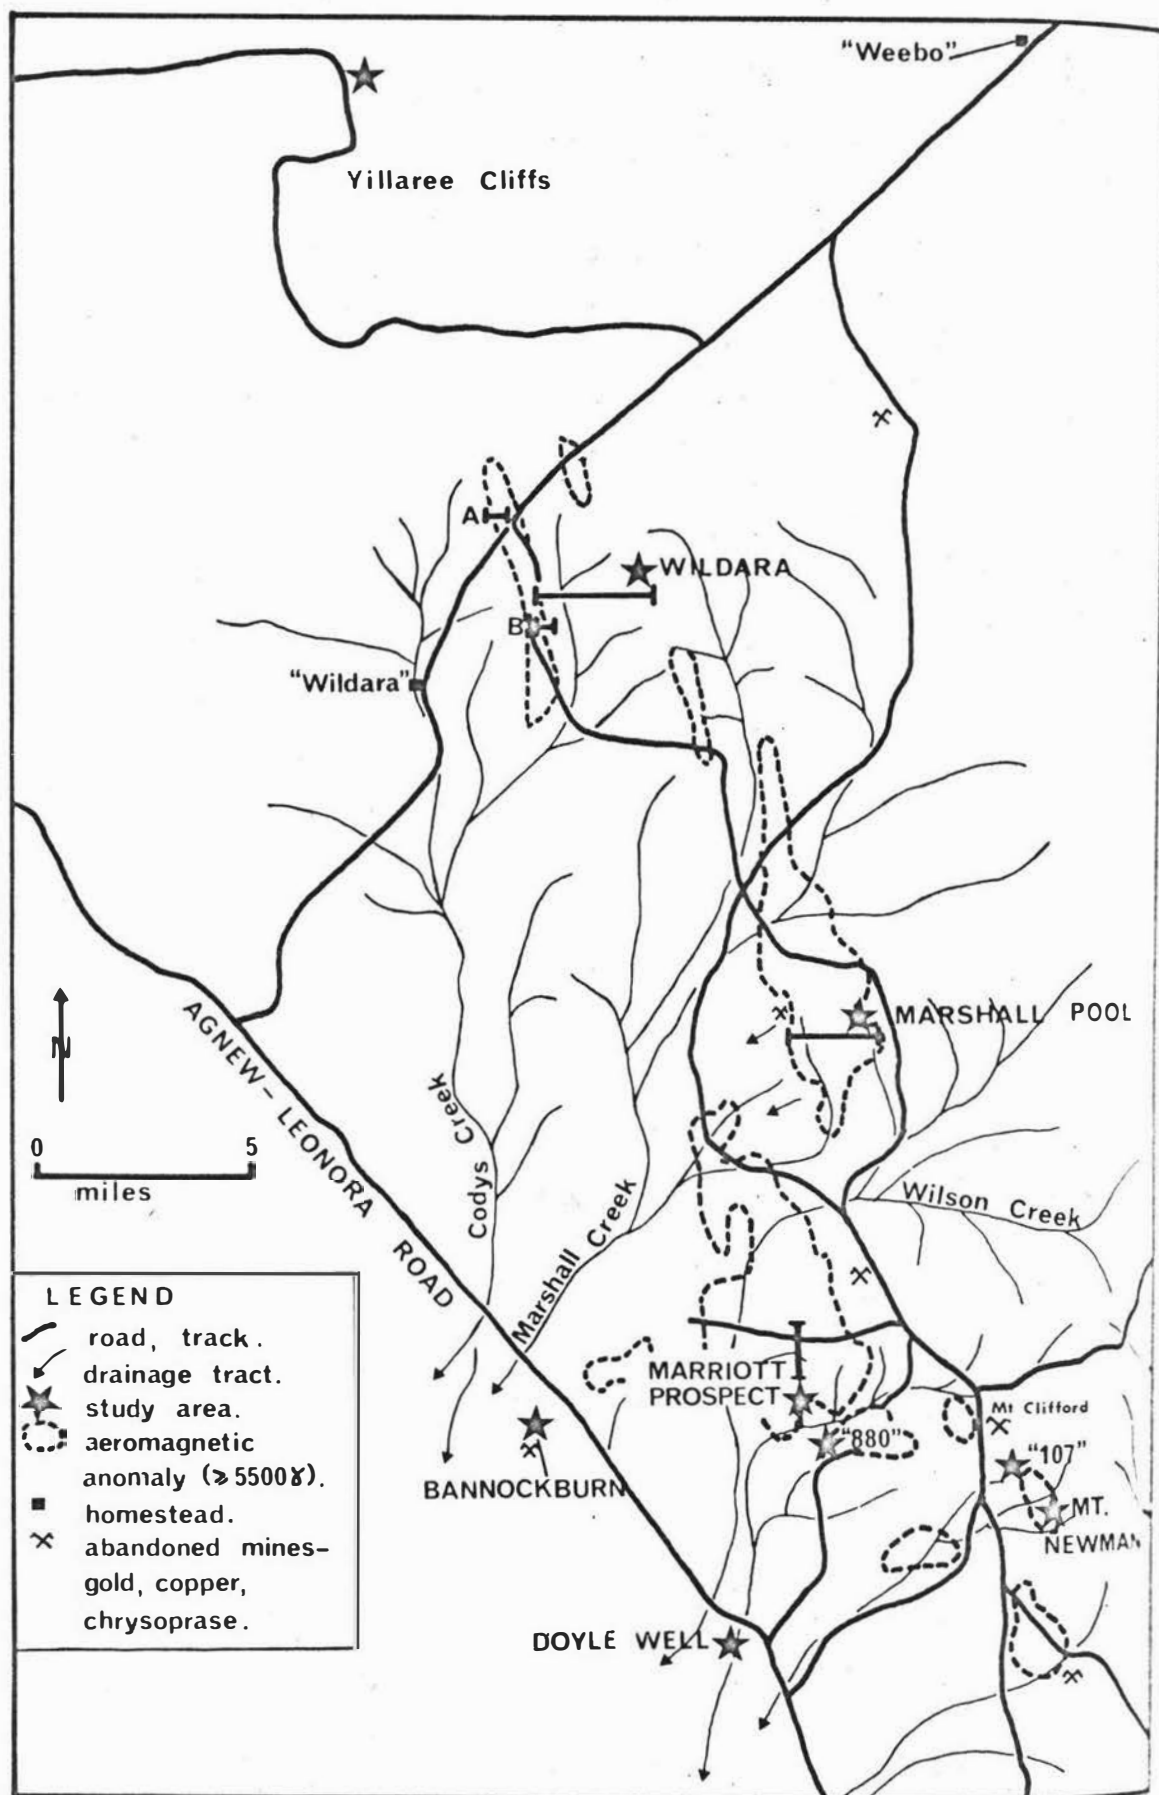 "Weebo"
Yillaree Cliffs
A
WILDARA
B
"Wildara"
MARSHALL POOL
N
AGNEW-LEONORA ROAD
Codys Creek
0 5
miles
Marshall Creek
Wilson Creek
LEGEND
road, track.
drainage tract.
study area.
aeromagnetic
anomaly (⩾5500ɣ).
homestead.
abandoned mines-
gold, copper,
chrysoprase.
MARRIOTT
PROSPECT
"880"
Mt Clifford
"107"
MT.
NEWMAN
BANNOCKBURN
DOYLE WELL